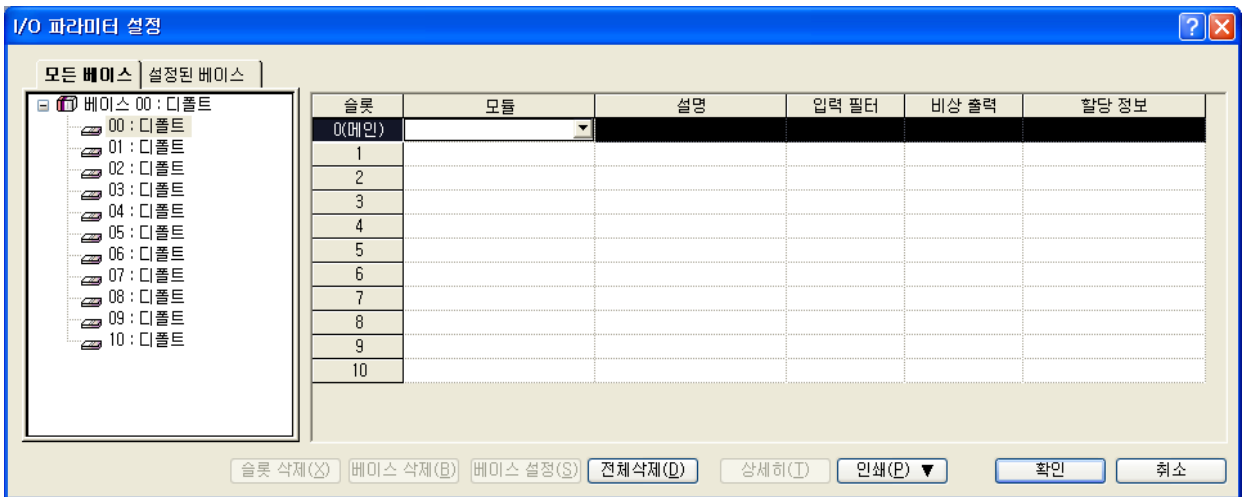 I/O 파라미터 설정
모든 베이스 설정된 베이스
베이스 00 : 디폴트
00 : 디폴트
01 : 디폴트
02 : 디폴트
03 : 디폴트
04 : 디폴트
05 : 디폴트
06 : 디폴트
07 : 디폴트
08 : 디폴트
09 : 디폴트
10 : 디폴트
슬롯 모듈 설명 입력 필터 비상 출력 할당 정보
0(메인)
1
2
3
4
5
6
7
8
9
10
슬롯 삭제(X) 베이스 삭제(B) 베이스 설정(S) 전체삭제(D) 상세히(T) 인쇄(P) ▼ 확인 취소